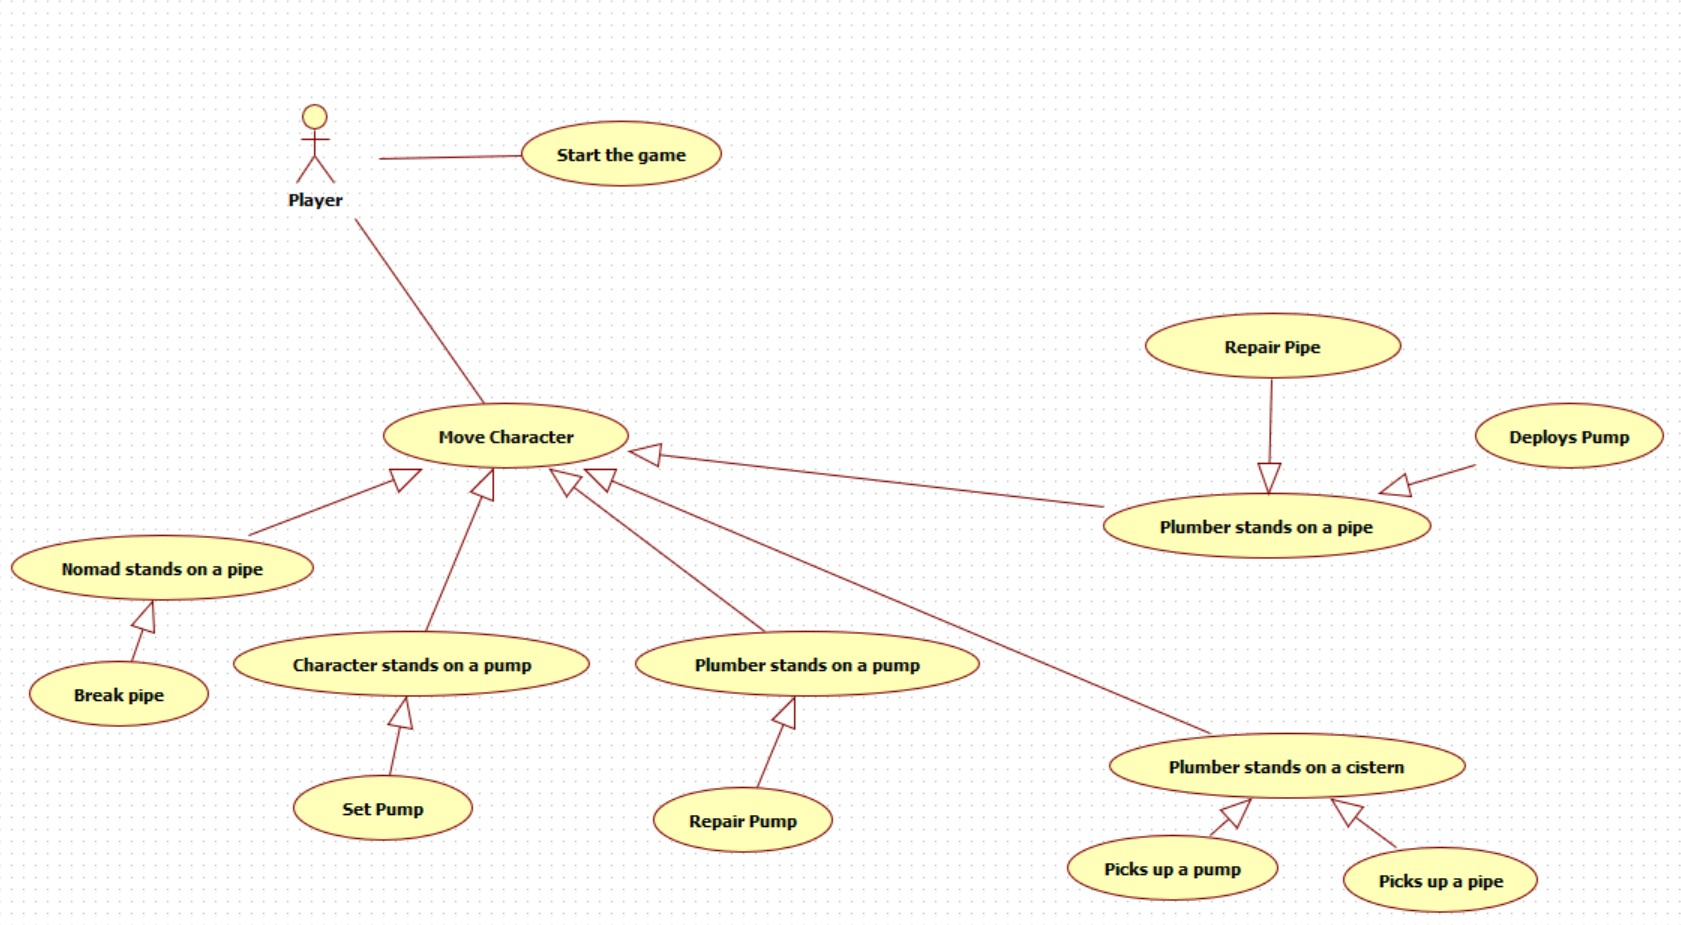 Start the game
Player
Repair Pipe
Move Character
Deploys Pump
Plumber stands on a pipe
Nomad stands on a pipe
Character stands on a pump
Plumber stands on a pump
Break pipe
Plumber stands on a cistern
Set Pump
Repair Pump
Picks up a pump
Picks up a pipe